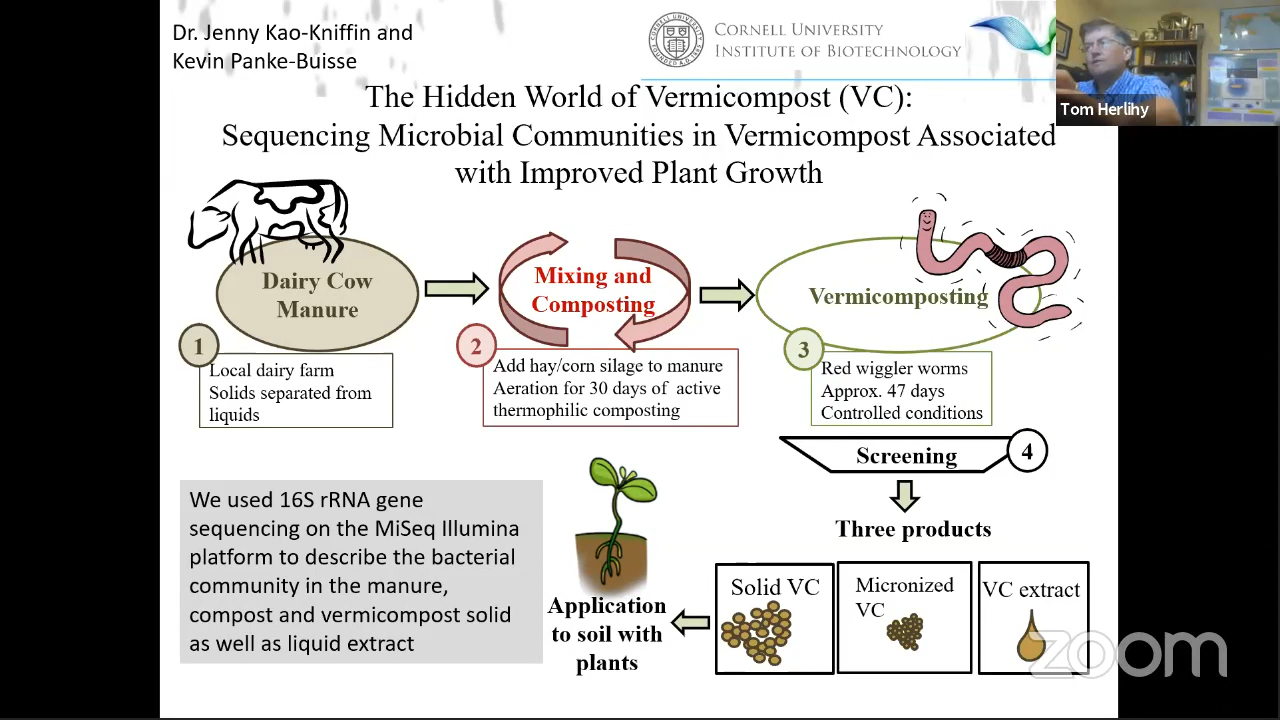 Dr. Jenny Kao-Kniffin and
Kevin Panke-Buisse
CORNELL UNIVERSITY
INSTITUTE OF BIOTECHNOLOGY
Tom Herlihy
The Hidden World of Vermicompost (VC):
Sequencing Microbial Communities in Vermicompost Associated
with Improved Plant Growth
Dairy Cow
Manure
1
Local dairy farm
Solids separated from
liquids
Mixing and
Composting
2
Add hay/corn silage to manure
Aeration for 30 days of active
thermophilic composting
Vermicomposting
3
Red wiggler worms
Approx. 47 days
Controlled conditions
Screening
4
Three products
Solid VC
Micronized
VC
VC extract
Application
to soil with
plants
We used 16S rRNA gene
sequencing on the MiSeq Illumina
platform to describe the bacterial
community in the manure,
compost and vermicompost solid
as well as liquid extract
zoom